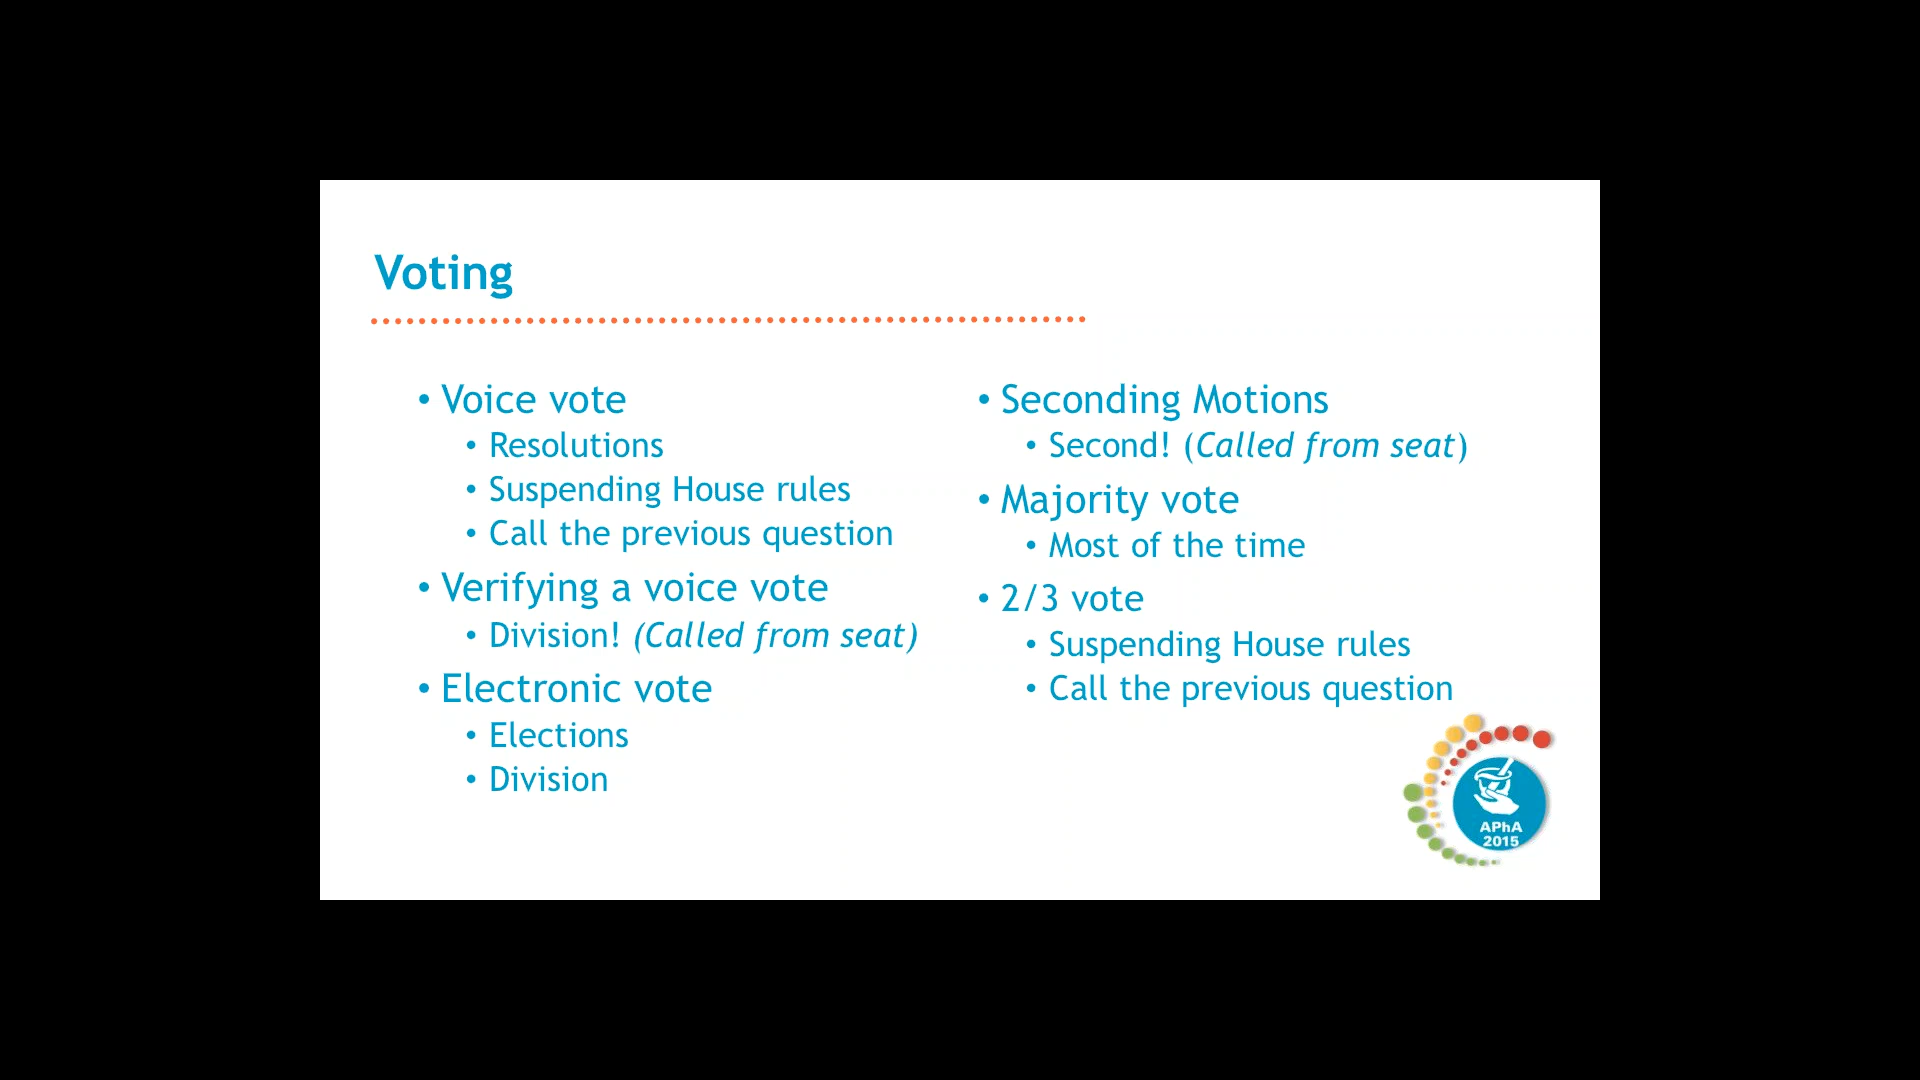 Voting
• Voice vote
• Resolutions
• Suspending House rules
• Call the previous question
• Verifying a voice vote
• Division! (Called from seat)
• Electronic vote
• Elections
• Division
• Seconding Motions
• Second! (Called from seat)
• Majority vote
• Most of the time
• 2/3 vote
• Suspending House rules
• Call the previous question
APhA
2015